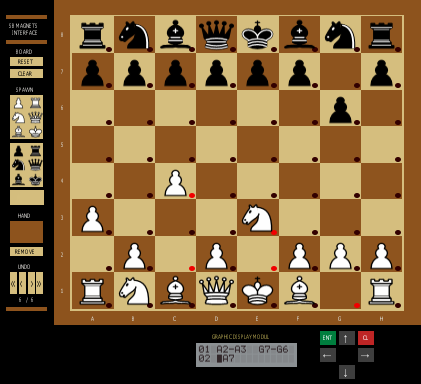 SB MAGNETS
INTERFACE
BOARD
RESET
CLEAR
SPAWN
HAND
REMOVE
UNDO
« ‹ › »
6 / 6
8
7
6
5
4
3
2
1
A B C D E F G H
GRAPHIC DISPLAY MODUL
01 A2-A3 G7-G6
02 A7
ENT ↑ CL
← →
↓